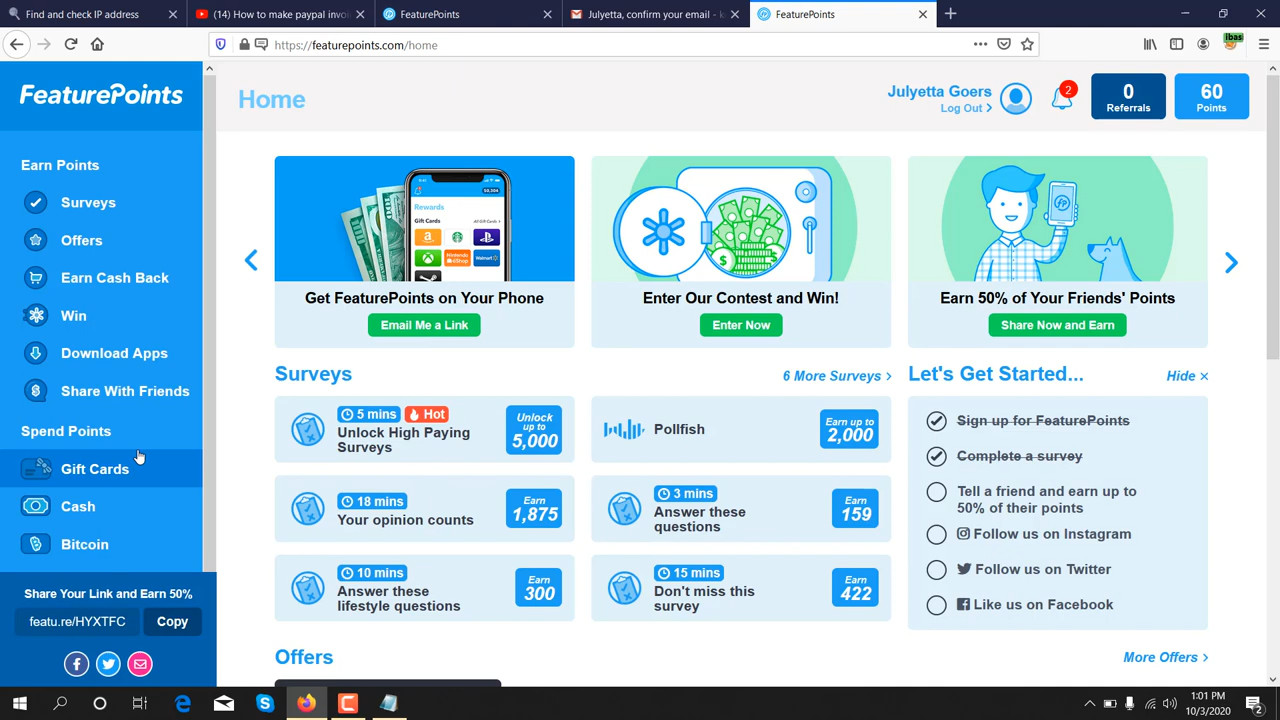 Find and check IP address
(14) How to make paypal invoi
FeaturePoints
Julyetta, confirm your email - k
FeaturePoints
https://featurepoints.com/home
ibas
FeaturePoints
Home
Julyetta Goers
Log Out
2
0
Referrals
60
Points
Earn Points
Surveys
Offers
Earn Cash Back
Win
Download Apps
Share With Friends
Spend Points
Gift Cards
Cash
Bitcoin
Share Your Link and Earn 50%
featu.re/HYXTFC
Copy
Rewards
Gift Cards
Get FeaturePoints on Your Phone
Email Me a Link
Enter Our Contest and Win!
Enter Now
Earn 50% of Your Friends' Points
Share Now and Earn
Surveys
6 More Surveys
5 mins
Hot
Unlock High Paying
Surveys
Unlock
up to
5,000
Pollfish
Earn up to
2,000
18 mins
Your opinion counts
Earn
1,875
3 mins
Answer these
questions
Earn
159
10 mins
Answer these
lifestyle questions
Earn
300
15 mins
Don't miss this
survey
Earn
422
Let's Get Started...
Hide ×
Sign up for FeaturePoints
Complete a survey
Tell a friend and earn up to
50% of their points
Follow us on Instagram
Follow us on Twitter
Like us on Facebook
Offers
More Offers
1:01 PM
10/3/2020
2